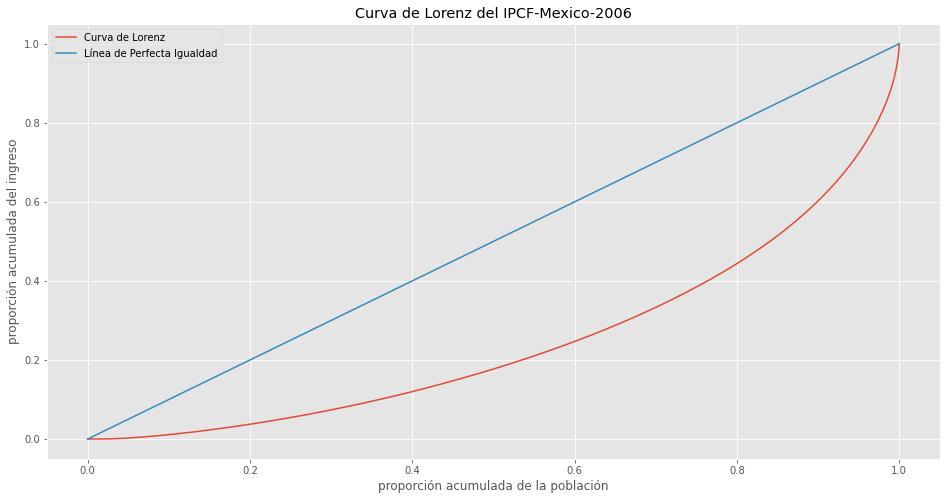 Curva de Lorenz del IPCF-Mexico-2006
Curva de Lorenz
Línea de Perfecta Igualdad
proporción acumulada del ingreso
1.0
0.8
0.6
0.4
0.2
0.0
0.0 0.2 0.4 0.6 0.8 1.0
proporción acumulada de la población